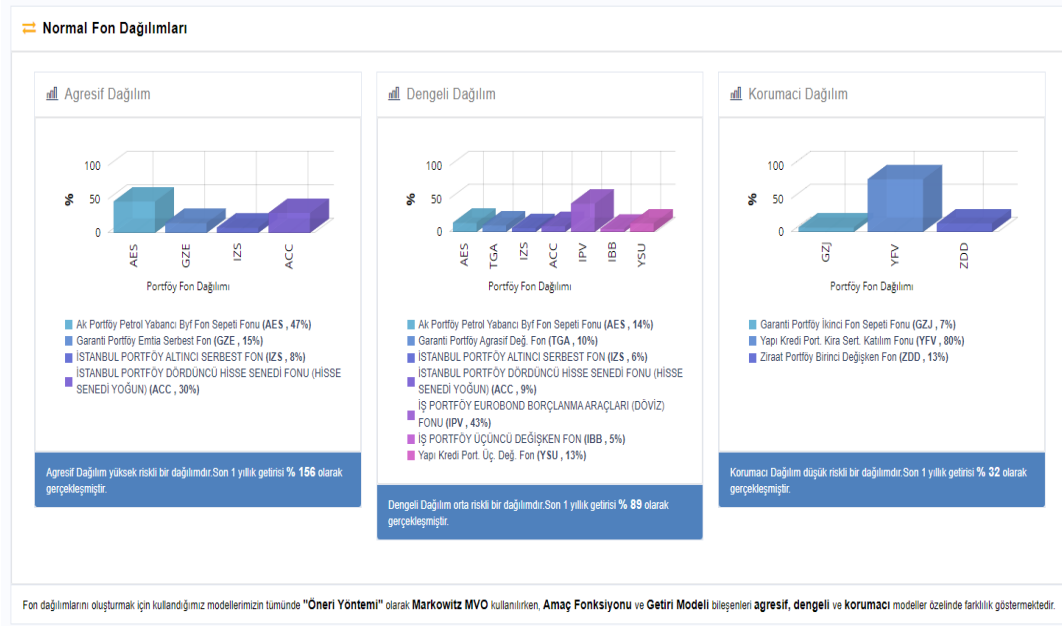 Normal Fon Dağılımları
Agresif Dağılım
%
100
50
0
AES
GZE
IZS
ACC
Portföy Fon Dağılımı
Ak Portföy Petrol Yabancı Byf Fon Sepeti Fonu (AES , 47%)
Garanti Portföy Emtia Serbest Fon (GZE , 15%)
İSTANBUL PORTFÖY ALTINCI SERBEST FON (IZS , 8%)
İSTANBUL PORTFÖY DÖRDÜNCÜ HİSSE SENEDİ FONU (HİSSE
SENEDİ YOĞUN) (ACC , 30%)
Agresif Dağılım yüksek riskli bir dağılımdır.Son 1 yıllık getirisi % 156 olarak
gerçekleşmiştir.
Dengeli Dağılım
%
100
50
0
AES
TGA
IZS
ACC
IPV
IBB
YSU
Portföy Fon Dağılımı
Ak Portföy Petrol Yabancı Byf Fon Sepeti Fonu (AES , 14%)
Garanti Portföy Agrasif Değ. Fon (TGA , 10%)
İSTANBUL PORTFÖY ALTINCI SERBEST FON (IZS , 6%)
İSTANBUL PORTFÖY DÖRDÜNCÜ HİSSE SENEDİ FONU (HİSSE
SENEDİ YOĞUN) (ACC , 9%)
İŞ PORTFÖY EUROBOND BORÇLANMA ARAÇLARI (DÖVİZ)
FONU (IPV , 43%)
İŞ PORTFÖY ÜÇÜNCÜ DEĞİŞKEN FON (IBB , 5%)
Yapı Kredi Port. Üç. Değ. Fon (YSU , 13%)
Dengeli Dağılım orta riskli bir dağılımdır.Son 1 yıllık getirisi % 89 olarak
gerçekleşmiştir.
Korumaci Dağılım
%
100
50
0
GZJ
YFV
ZDD
Portföy Fon Dağılımı
Garanti Portföy İkinci Fon Sepeti Fonu (GZJ , 7%)
Yapı Kredi Port. Kira Sert. Katılım Fonu (YFV , 80%)
Ziraat Portföy Birinci Değişken Fon (ZDD , 13%)
Korumacı Dağılım düşük riskli bir dağılımdır.Son 1 yıllık getirisi % 32 olarak
gerçekleşmiştir.
Fon dağılımlarını oluşturmak için kullandığımız modellerimizin tümünde "Öneri Yöntemi" olarak Markowitz MVO kullanılırken, Amaç Fonksiyonu ve Getiri Modeli bileşenleri agresif, dengeli ve korumacı modeller özelinde farklılık göstermektedir.